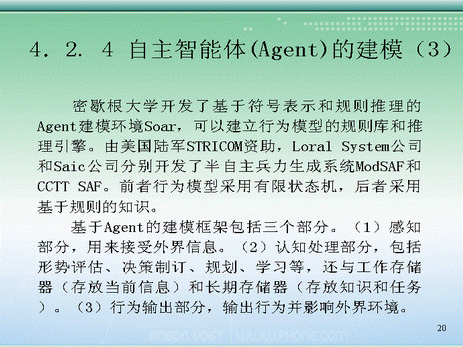 4．2．4 自主智能体(Agent)的建模（3）
密歇根大学开发了基于符号表示和规则推理的
Agent建模环境Soar，可以建立行为模型的规则库和推
理引擎。由美国陆军STRICOM资助，Loral System公司
和Saic公司分别开发了半自主兵力生成系统ModSAF和
CCTT SAF。前者行为模型采用有限状态机，后者采用
基于规则的知识。
基于Agent的建模框架包括三个部分。（1）感知
部分，用来接受外界信息。（2）认知处理部分，包括
形势评估、决策制订、规划、学习等，还与工作存储
器（存放当前信息）和长期存储器（存放知识和任务
）。（3）行为输出部分，输出行为并影响外界环境。
20